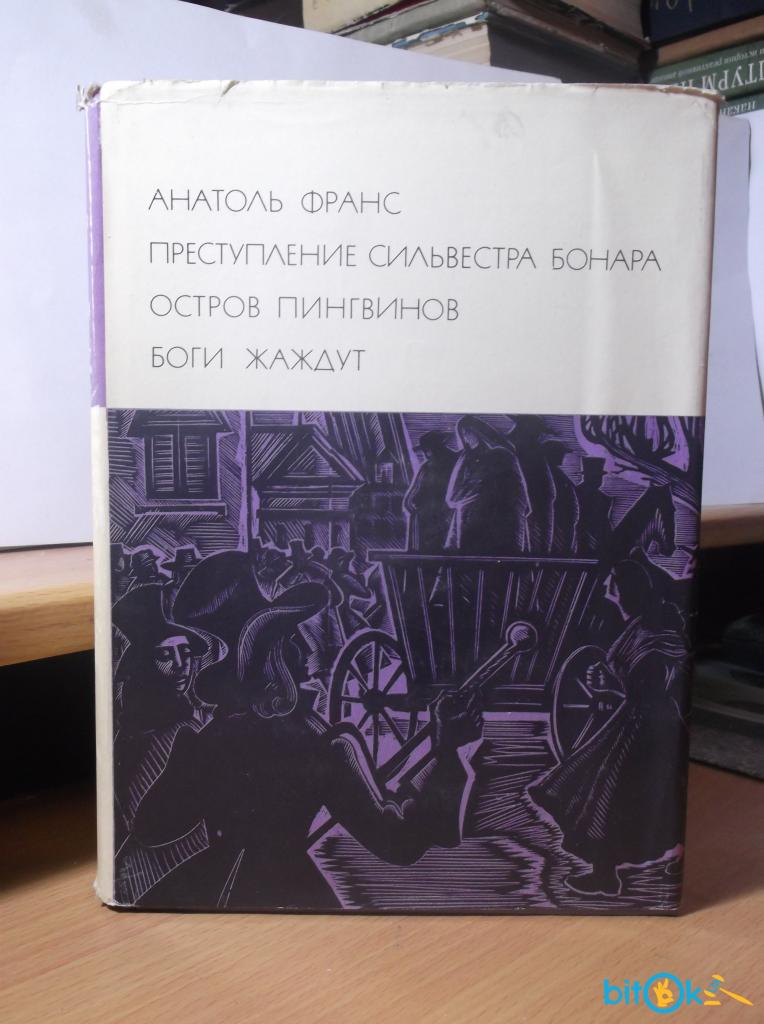 АНАТОЛЬ ФРАНС
ПРЕСТУПЛЕНИЕ СИЛЬВЕСТРА БОНАРА
ОСТРОВ ПИНГВИНОВ
БОГИ ЖАЖДУТ
bitOk